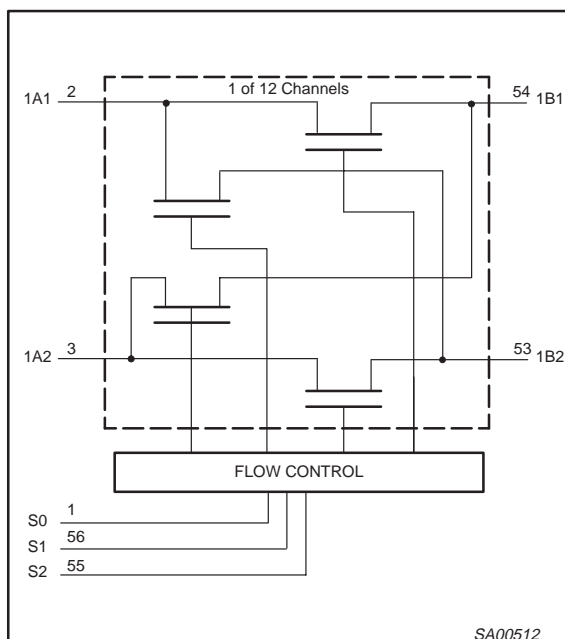 1 of 12 Channels
1A1 2 54 1B1
1A2 3 53 1B2
FLOW CONTROL
S0 1
S1 56
S2 55
SA00512